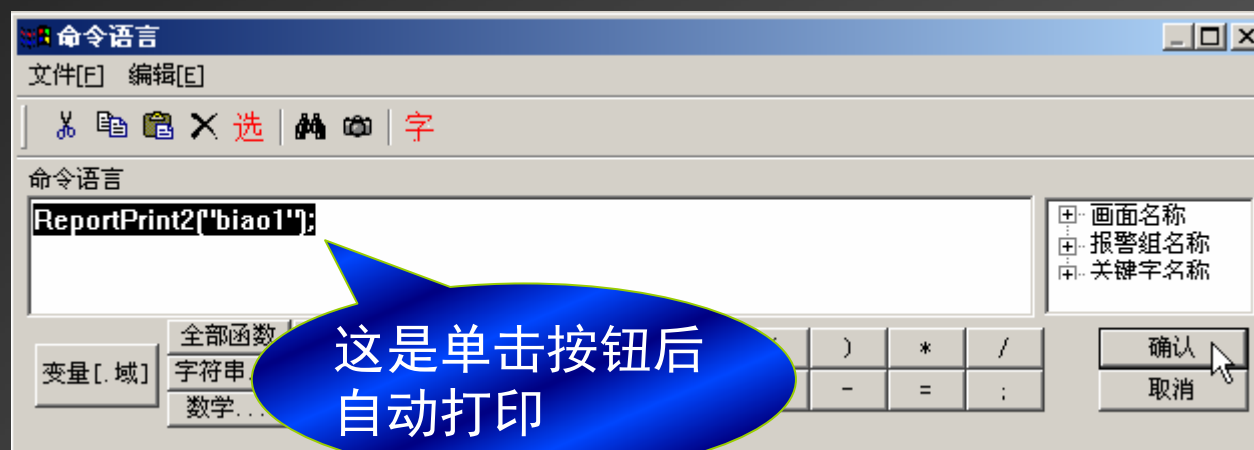 命令语言
文件[F] 编辑[E]
选 字
命令语言
ReportPrint2("biao1");
画面名称
报警组名称
关键字名称
这是单击按钮后
自动打印
变量[.域]
全部函数
字符串
数学...
) * /
- = ;
确认
取消